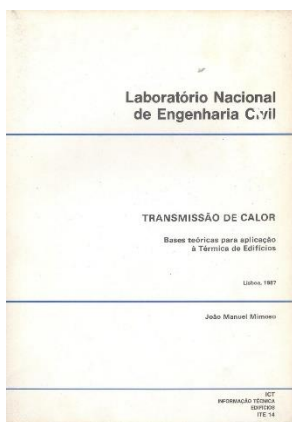 Laboratório Nacional
de Engenharia Civil
TRANSMISSÃO DE CALOR
Bases teóricas para aplicação
à Térmica de Edifícios
Lisboa, 1987
João Manuel Mimoso
ICT
INFORMAÇÃO TÉCNICA
EDIFÍCIOS
ITE 14